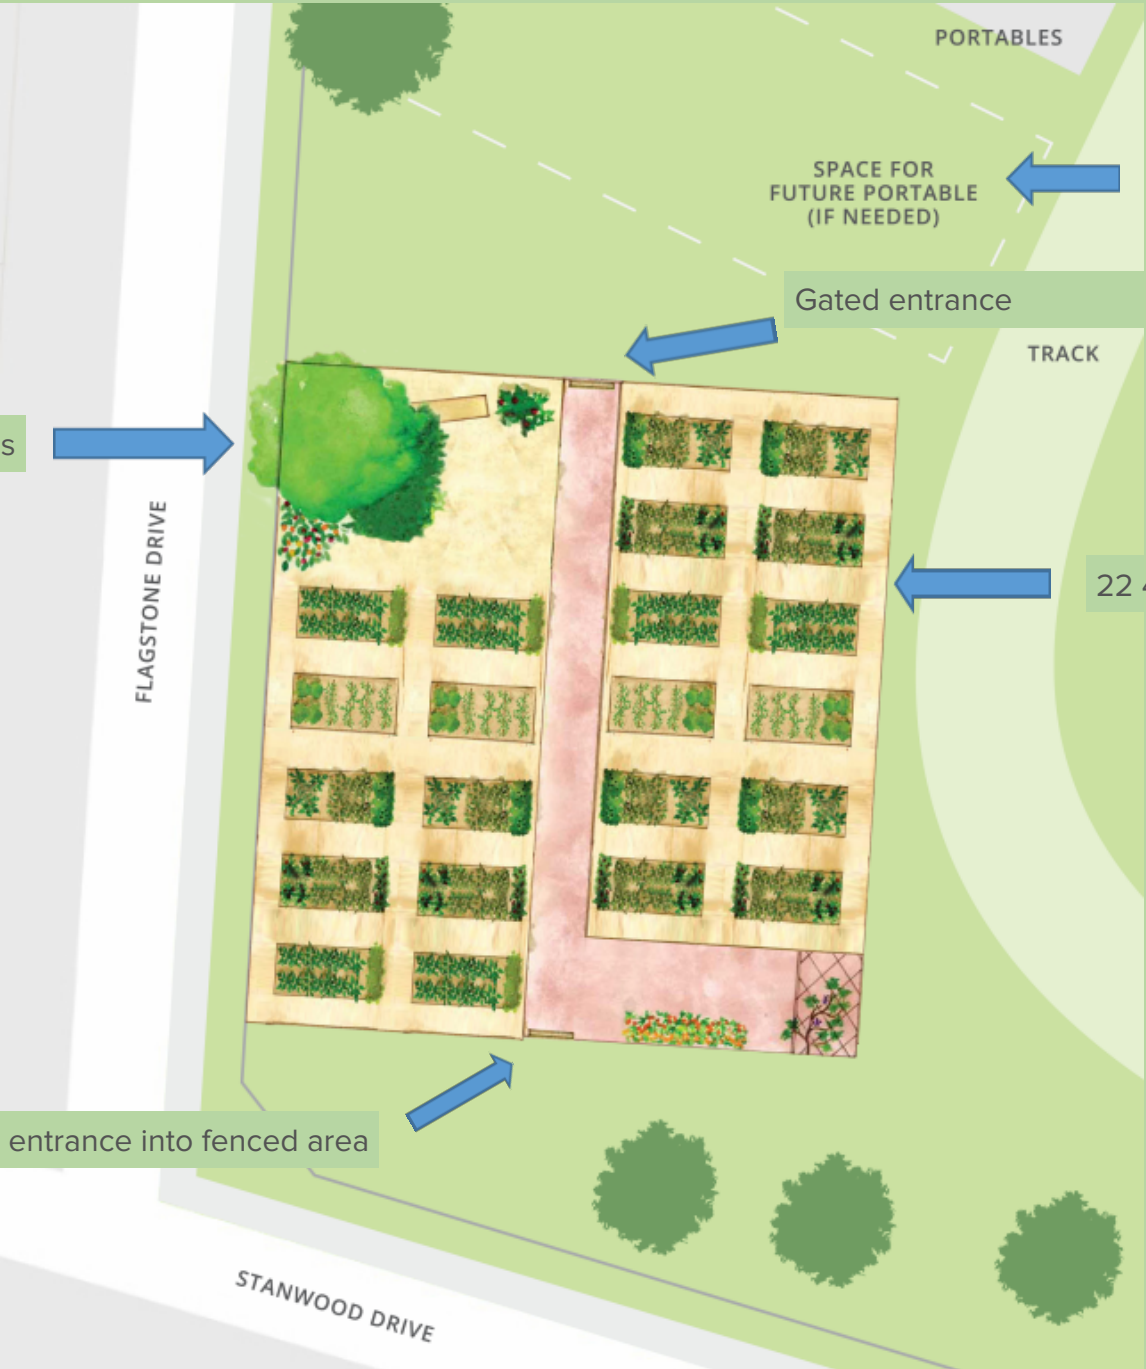 PORTABLES
SPACE FOR
FUTURE PORTABLE
(IF NEEDED)
Gated entrance
TRACK
s
FLAGSTONE DRIVE
22
entrance into fenced area
STANWOOD DRIVE